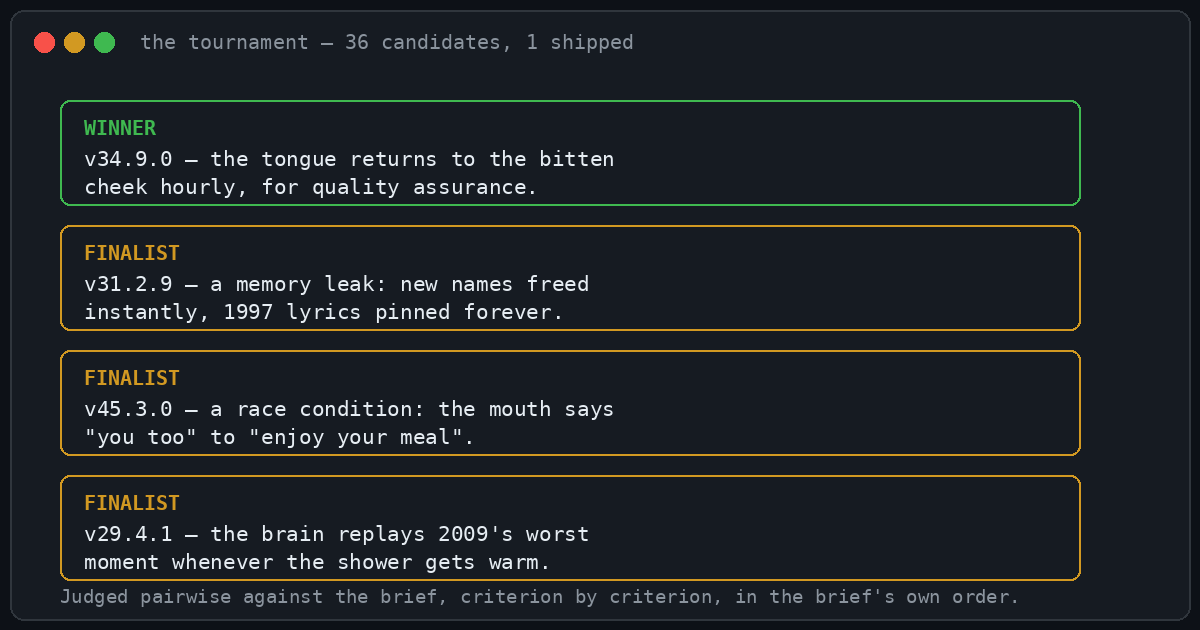 the tournament — 36 candidates, 1 shipped
WINNER
v34.9.0 — the tongue returns to the bitten
cheek hourly, for quality assurance.
FINALIST
v31.2.9 — a memory leak: new names freed
instantly, 1997 lyrics pinned forever.
FINALIST
v45.3.0 — a race condition: the mouth says
"you too" to "enjoy your meal".
FINALIST
v29.4.1 — the brain replays 2009's worst
moment whenever the shower gets warm.
Judged pairwise against the brief, criterion by criterion, in the brief's own order.